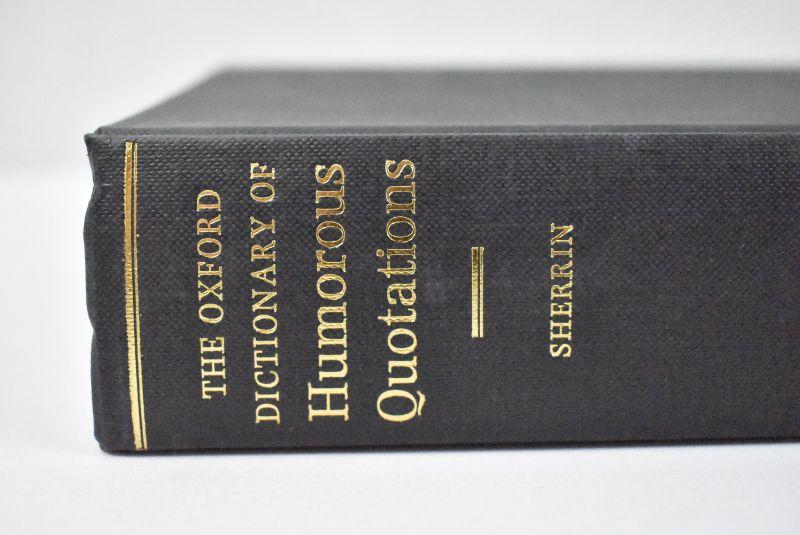 THE OXFORD
DICTIONARY OF
Humorous
Quotations
SHERRIN